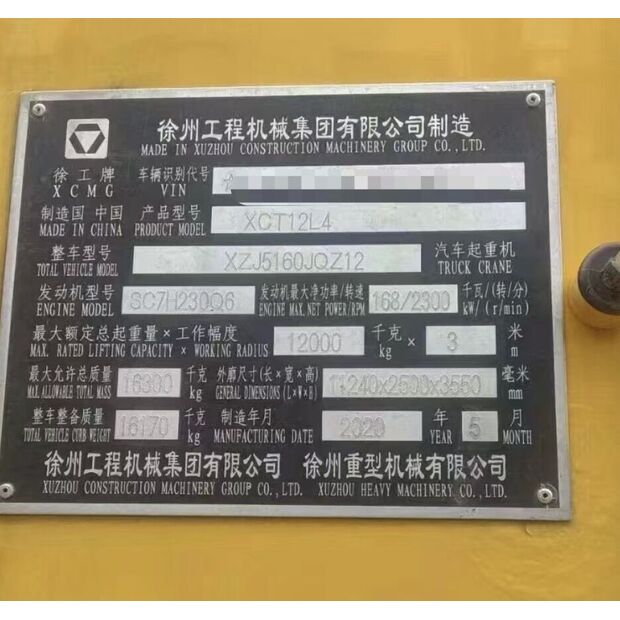 徐州工程机械集团有限公司制造
MADE IN XUZHOU CONSTRUCTION MACHINERY GROUP CO.,LTD.
徐工牌 车辆识别代号
XCMG VIN
制造国 中国 产品型号 XCT12L4
MADE IN CHINA PRODUCT MODEL
整车型号 XZJ5160JQZ12 汽车起重机
TOTAL VEHICLE MODEL TRUCK CRANE
发动机型号 SC7H230Q6 发动机最大净功率/转速 168/2300 千瓦/(转/分)
ENGINE MODEL ENGINE MAX.NET POWER/RPM kW/(r/min)
最大额定总起重量×工作幅度 12000 千克 × 3 米
MAX. RATED LIFTING CAPACITY × WORKING RADIUS kg m
最大允许总质量 16300 千克 外廓尺寸(长×宽×高) 11240x2500x3550 毫米
MAX.ALLOWABLE TOTAL MASS kg GENERAL DIMENSIONS (L×W×H) mm
整车整备质量 16170 千克 制造年月 2020 年 5 月
TOTAL VEHICLE CURB WEIGHT kg MANUFACTURING DATE YEAR MONTH
徐州工程机械集团有限公司 徐州重型机械有限公司
XUZHOU CONSTRUCTION MACHINERY GROUP CO.,LTD. XUZHOU HEAVY MACHINERY CO.,LTD.